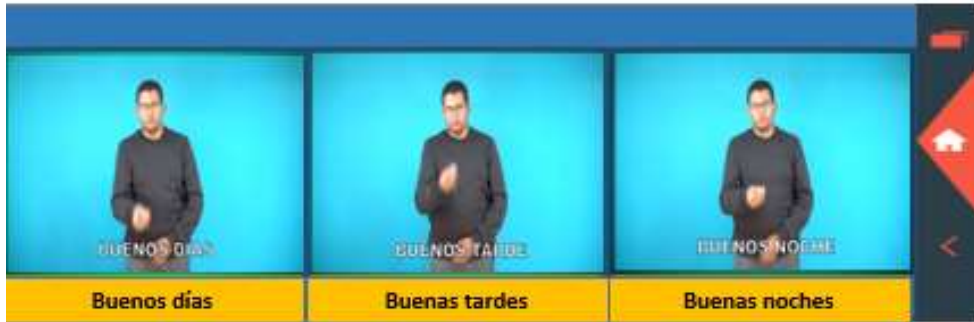 BUENOS DIAS
BUENOS TARDE
BUENOS NOCHE
Buenos días
Buenas tardes
Buenas noches